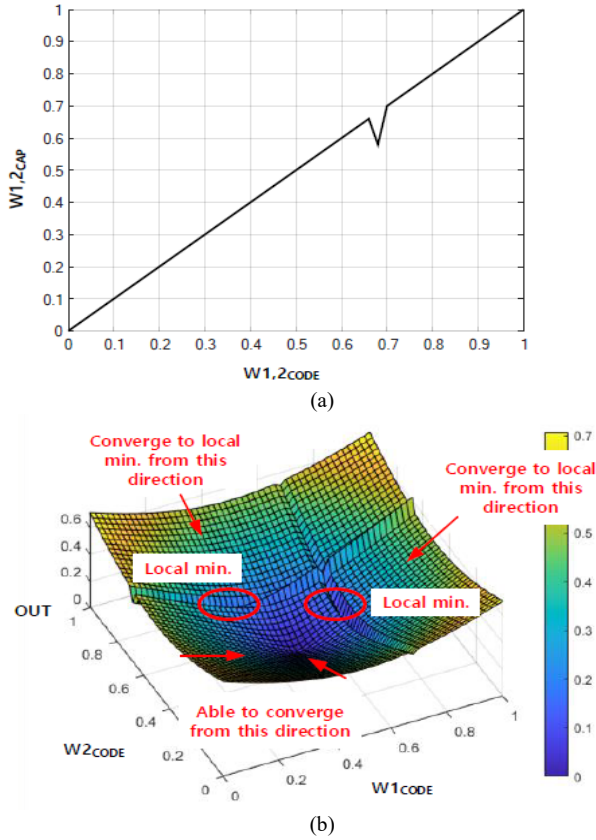 1
0.9
0.8
0.7
0.6
0.5
0.4
0.3
0.2
0.1
0
W1,2CAP
0 0.1 0.2 0.3 0.4 0.5 0.6 0.7 0.8 0.9 1
W1,2CODE
(a)
Converge to local
min. from this
direction
Converge to local
min. from this
direction
Local min.
Local min.
Able to converge
from this direction
OUT
0.6
0.4
0.2
0
1
0.8
0.6
0.4
0.2
0
W2CODE
0
0.2
0.4
0.6
0.8
1
W1CODE
0.7
0.6
0.5
0.4
0.3
0.2
0.1
0
(b)